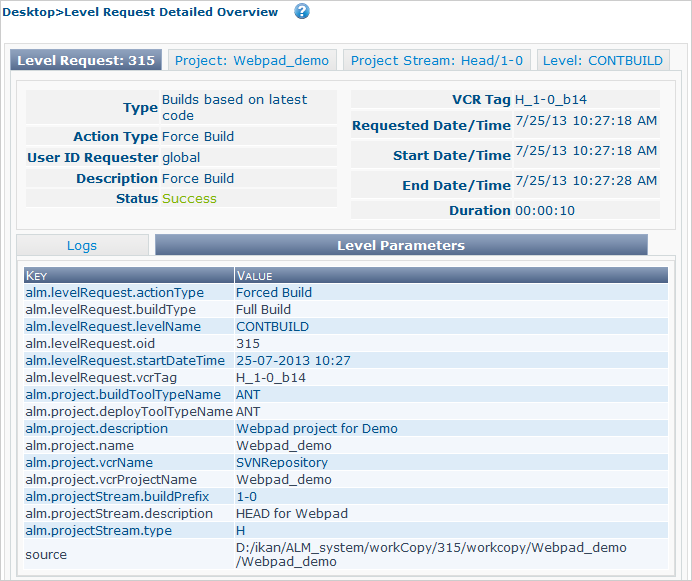 Desktop>Level Request Detailed Overview ?
Level Request: 315 Project: Webpad_demo Project Stream: Head/1-0 Level: CONTBUILD
Type Builds based on latest
code
Action Type Force Build
User ID Requester global
Description Force Build
Status Success
VCR Tag H_1-0_b14
Requested Date/Time 7/25/13 10:27:18 AM
Start Date/Time 7/25/13 10:27:18 AM
End Date/Time 7/25/13 10:27:28 AM
Duration 00:00:10
Logs Level Parameters
KEY VALUE
alm.levelRequest.actionType Forced Build
alm.levelRequest.buildType Full Build
alm.levelRequest.levelName CONTBUILD
alm.levelRequest.oid 315
alm.levelRequest.startDateTime 25-07-2013 10:27
alm.levelRequest.vcrTag H_1-0_b14
alm.project.buildToolTypeName ANT
alm.project.deployToolTypeName ANT
alm.project.description Webpad project for Demo
alm.project.name Webpad_demo
alm.project.vcrName SVNRepository
alm.project.vcrProjectName Webpad_demo
alm.projectStream.buildPrefix 1-0
alm.projectStream.description HEAD for Webpad
alm.projectStream.type H
source D:/ikan/ALM_system/workCopy/315/workcopy/Webpad_demo
/Webpad_demo